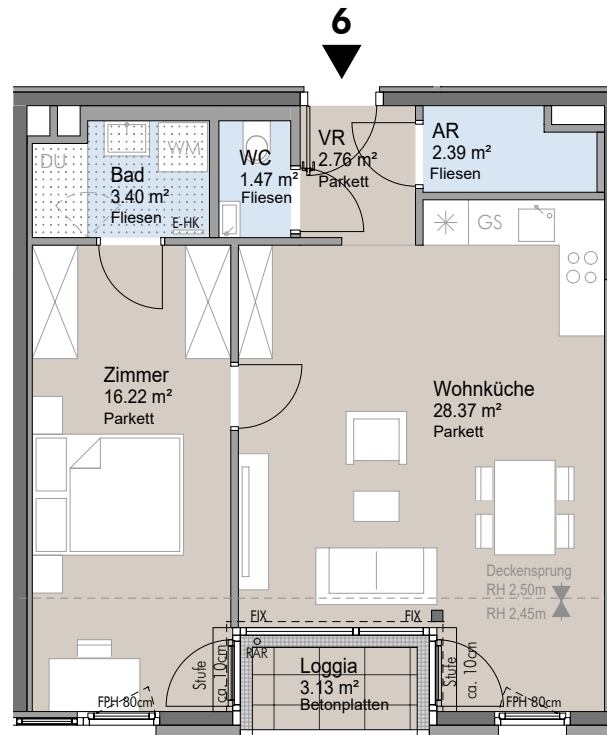 6
DU
Bad
3.40 m²
Fliesen
WM
E-HK
WC
1.47 m²
Fliesen
VR
2.76 m²
Parkett
AR
2.39 m²
Fliesen
GS
Zimmer
16.22 m²
Parkett
Wohnküche
28.37 m²
Parkett
Deckensprung
RH 2,50m
RH 2,45m
FIX
FIX
RAR
Loggia
3.13 m²
Betonplatten
Stufe
ca. 10cm
Stufe
ca. 10cm
FPH 80cm
FPH 80cm